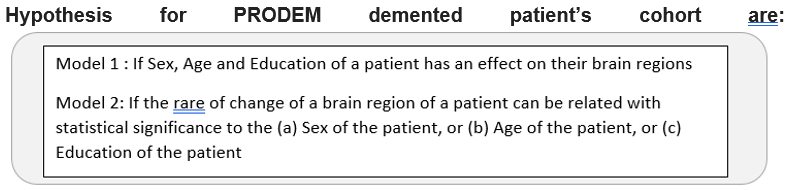 Hypothesis for PRODEM demented patient's cohort are:
Model 1 : If Sex, Age and Education of a patient has an effect on their brain regions
Model 2: If the rare of change of a brain region of a patient can be related with
statistical significance to the (a) Sex of the patient, or (b) Age of the patient, or (c)
Education of the patient